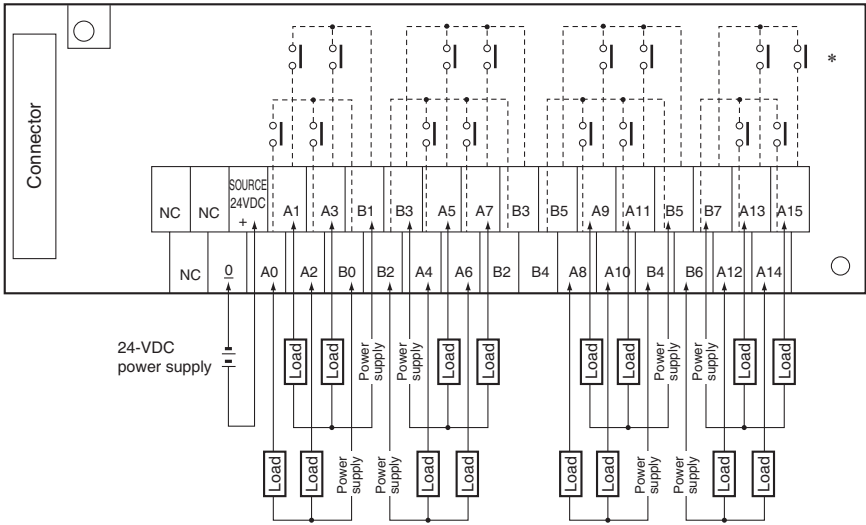 *
Connector
SOURCE
24VDC
+
NC NC A1 A3 B1 B3 A5 A7 B3 B5 A9 A11 B5 B7 A13 A15
NC 0 A0 A2 B0 B2 A4 A6 B2 B4 A8 A10 B4 B6 A12 A14
24-VDC
power supply
Load
Load
Power
supply
Power
supply
Load
Load
Load
Load
Power
supply
Power
supply
Load
Load
Load
Load
Power
supply
Power
supply
Load
Load
Load
Load
Power
supply
Power
supply
Load
Load